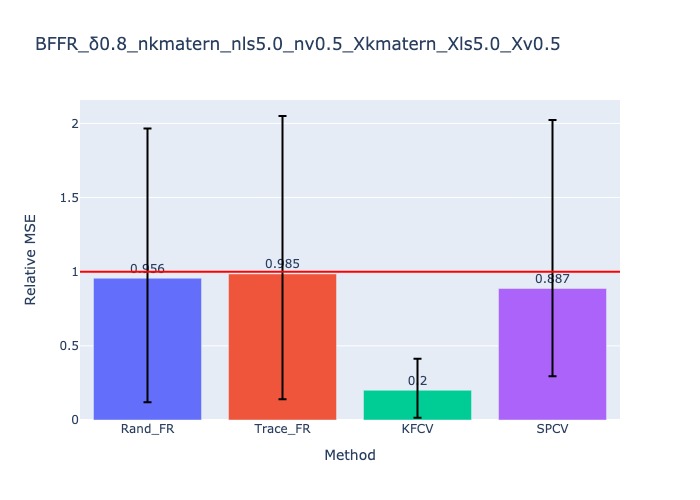 BFFR_δ0.8_nkmatern_nls5.0_nv0.5_Xkmatern_Xls5.0_Xv0.5
2
1.5
1
0.5
0
Relative MSE
0.956
0.985
0.2
0.887
Rand_FR Trace_FR KFCV SPCV
Method